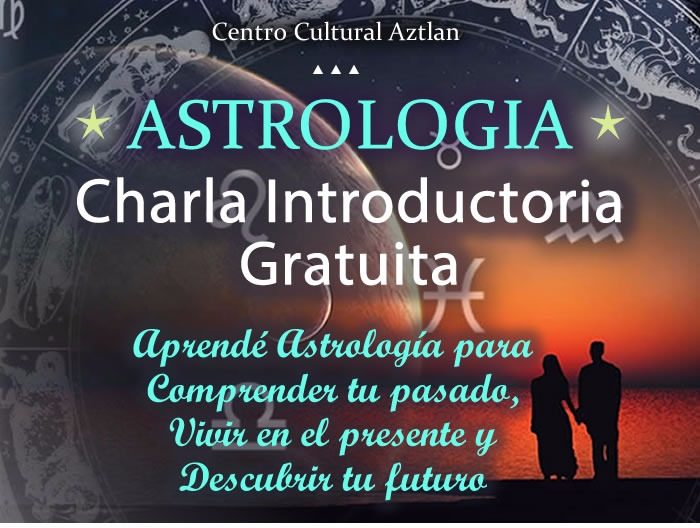 Centro Cultural Aztlan
ASTROLOGIA
Charla Introductoria
Gratuita
Aprendé Astrología para
Comprender tu pasado,
Vivir en el presente y
Descubrir tu futuro